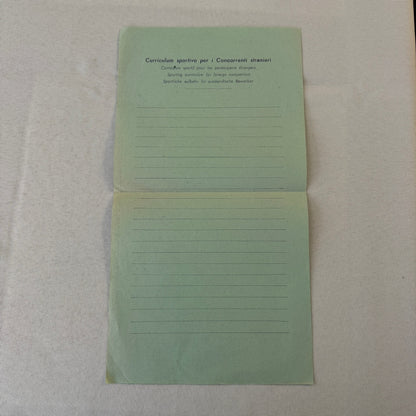 Curriculum sportivo per i Concorrenti stranieri
Curriculum sportif pour les participants étrangers
Sporting curriculum for foreign competitors
Sportliche für ausländische Bewerber